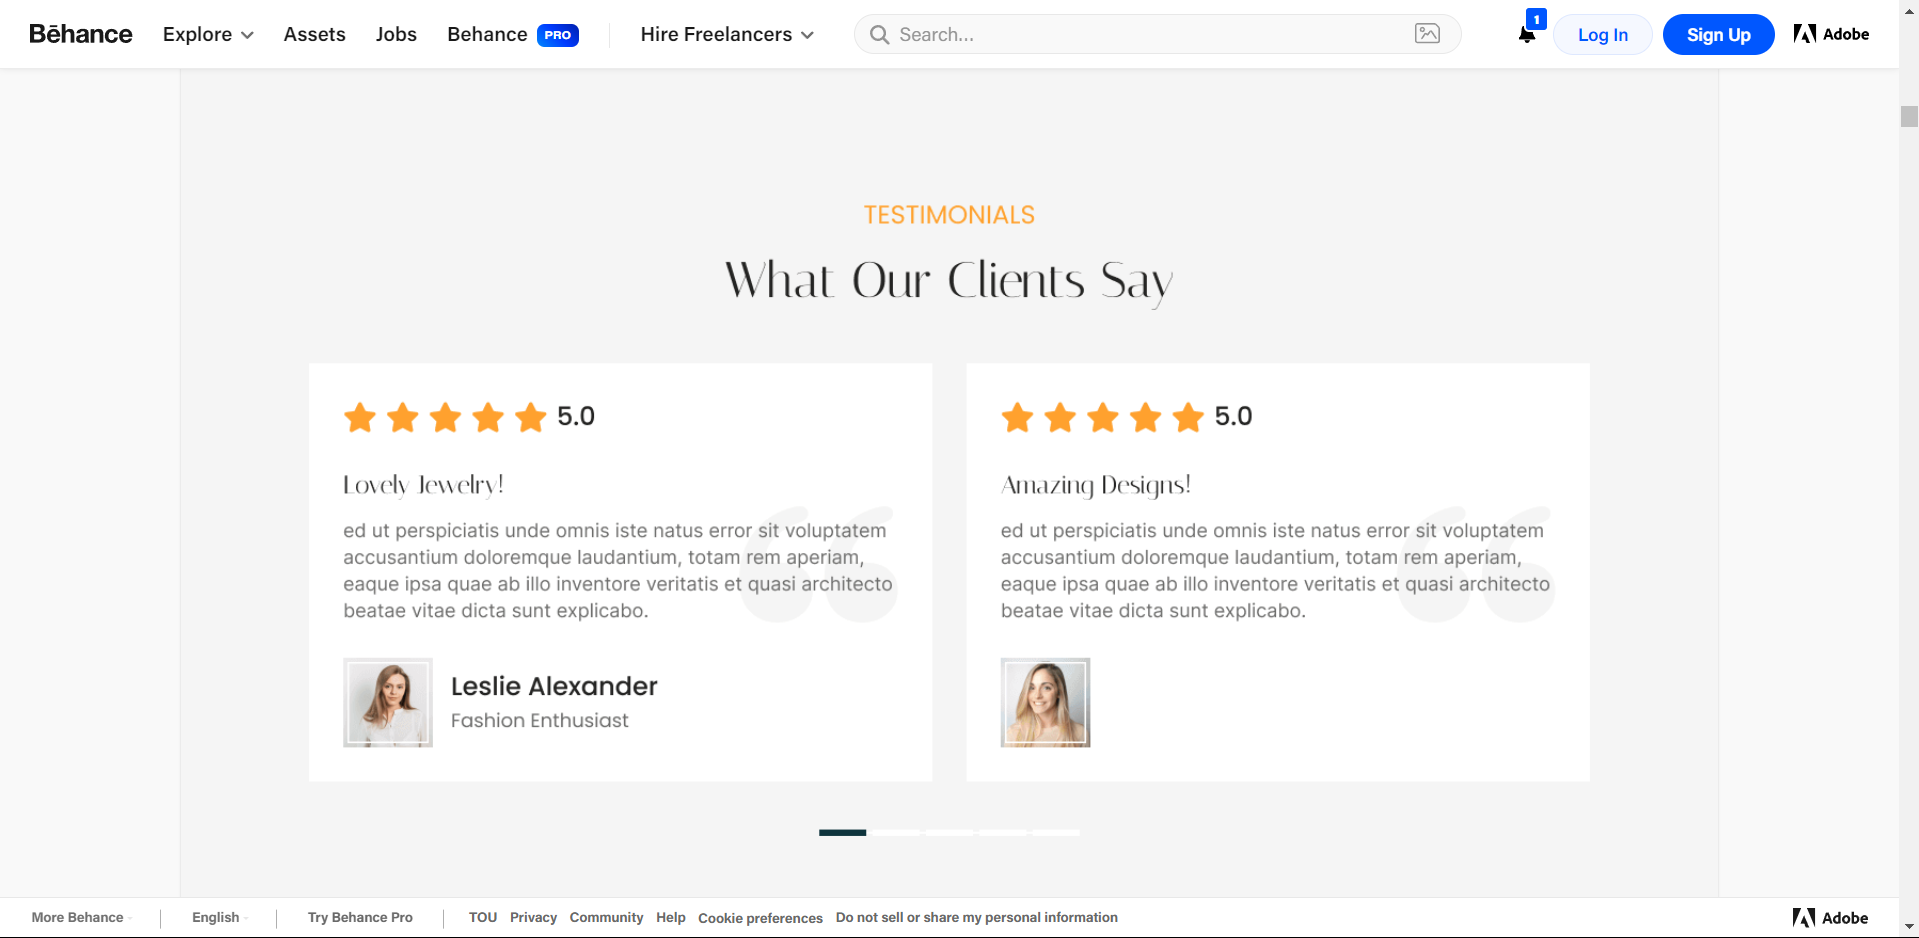 Bēhance Explore Assets Jobs Behance PRO Hire Freelancers Search... 1 Log In Sign Up Adobe
TESTIMONIALS
What Our Clients Say
5.0
Lovely Jewelry!
ed ut perspiciatis unde omnis iste natus error sit voluptatem
accusantium doloremque laudantium, totam rem aperiam,
eaque ipsa quae ab illo inventore veritatis et quasi architecto
beatae vitae dicta sunt explicabo.
Leslie Alexander
Fashion Enthusiast
5.0
Amazing Designs!
ed ut perspiciatis unde omnis iste natus error sit voluptatem
accusantium doloremque laudantium, totam rem aperiam,
eaque ipsa quae ab illo inventore veritatis et quasi architecto
beatae vitae dicta sunt explicabo.
More Behance English Try Behance Pro TOU Privacy Community Help Cookie preferences Do not sell or share my personal information Adobe